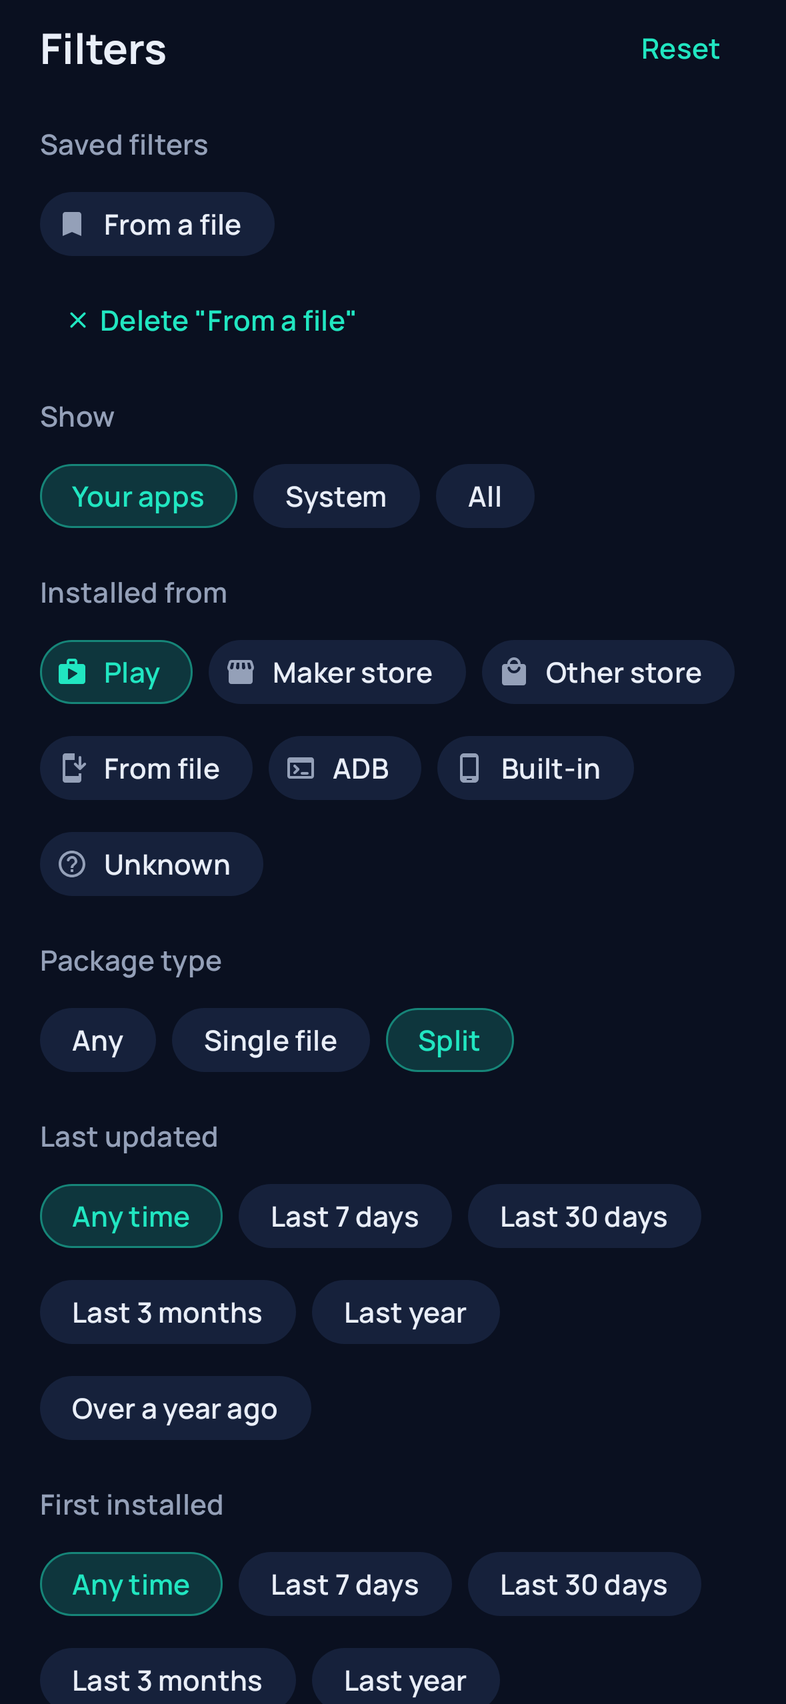 Filters Reset
Saved filters
From a file
Delete "From a file"
Show
Your apps System All
Installed from
Play Maker store Other store
From file ADB Built-in
Unknown
Package type
Any Single file Split
Last updated
Any time Last 7 days Last 30 days
Last 3 months Last year
Over a year ago
First installed
Any time Last 7 days Last 30 days
Last 3 months Last year